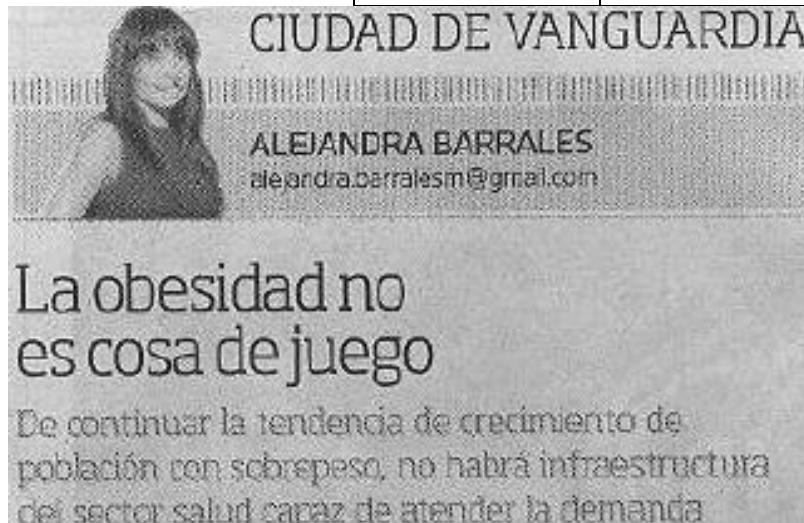 CIUDAD DE VANGUARDIA
ALEJANDRA BARRALES
alejandra.barralesm@gmail.com
La obesidad no
es cosa de juego
De continuar la tendencia de crecimiento de
población con sobrepeso, no habrá infraestructura
del sector salud capaz de atender la demanda